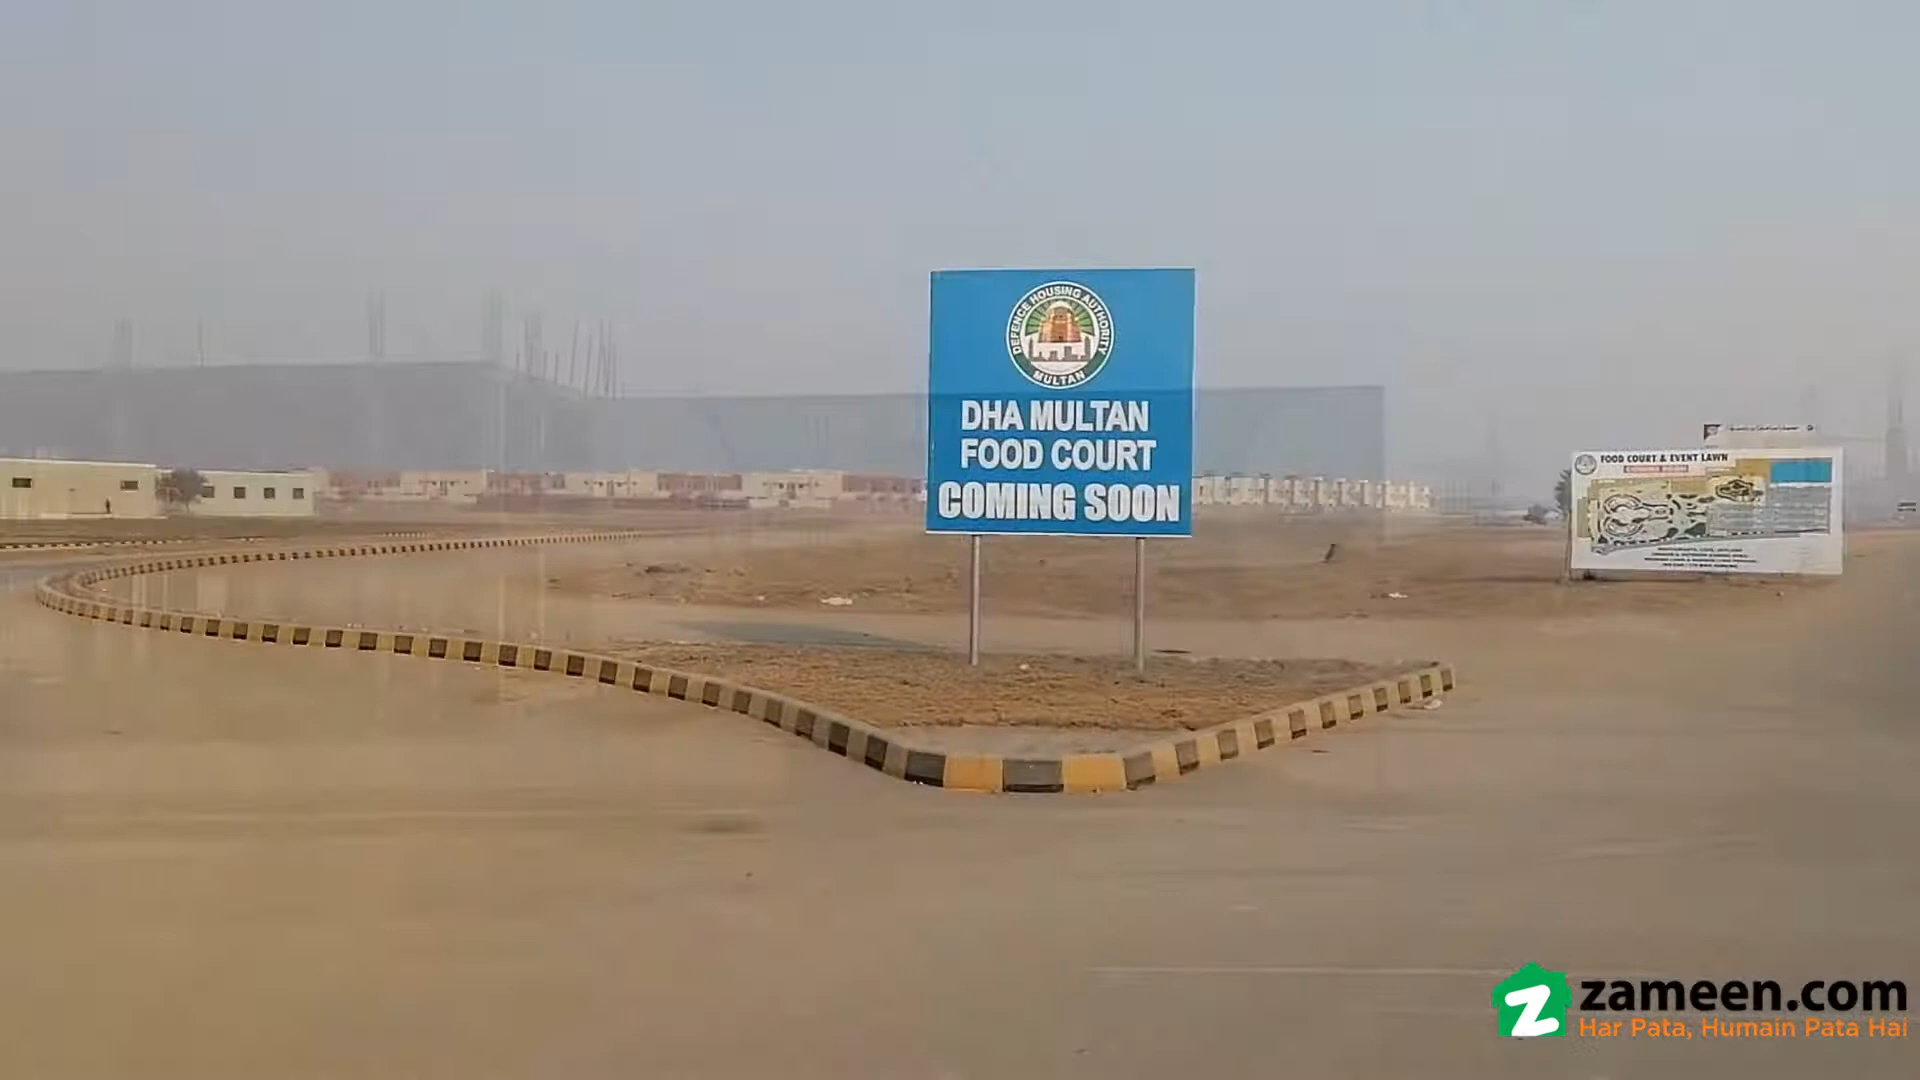 DEFENCE HOUSING AUTHORITY
MULTAN
DHA MULTAN
FOOD COURT
COMING SOON
FOOD COURT & EVENT LAWN
zameen.com
Har Pata, Humain Pata Hai